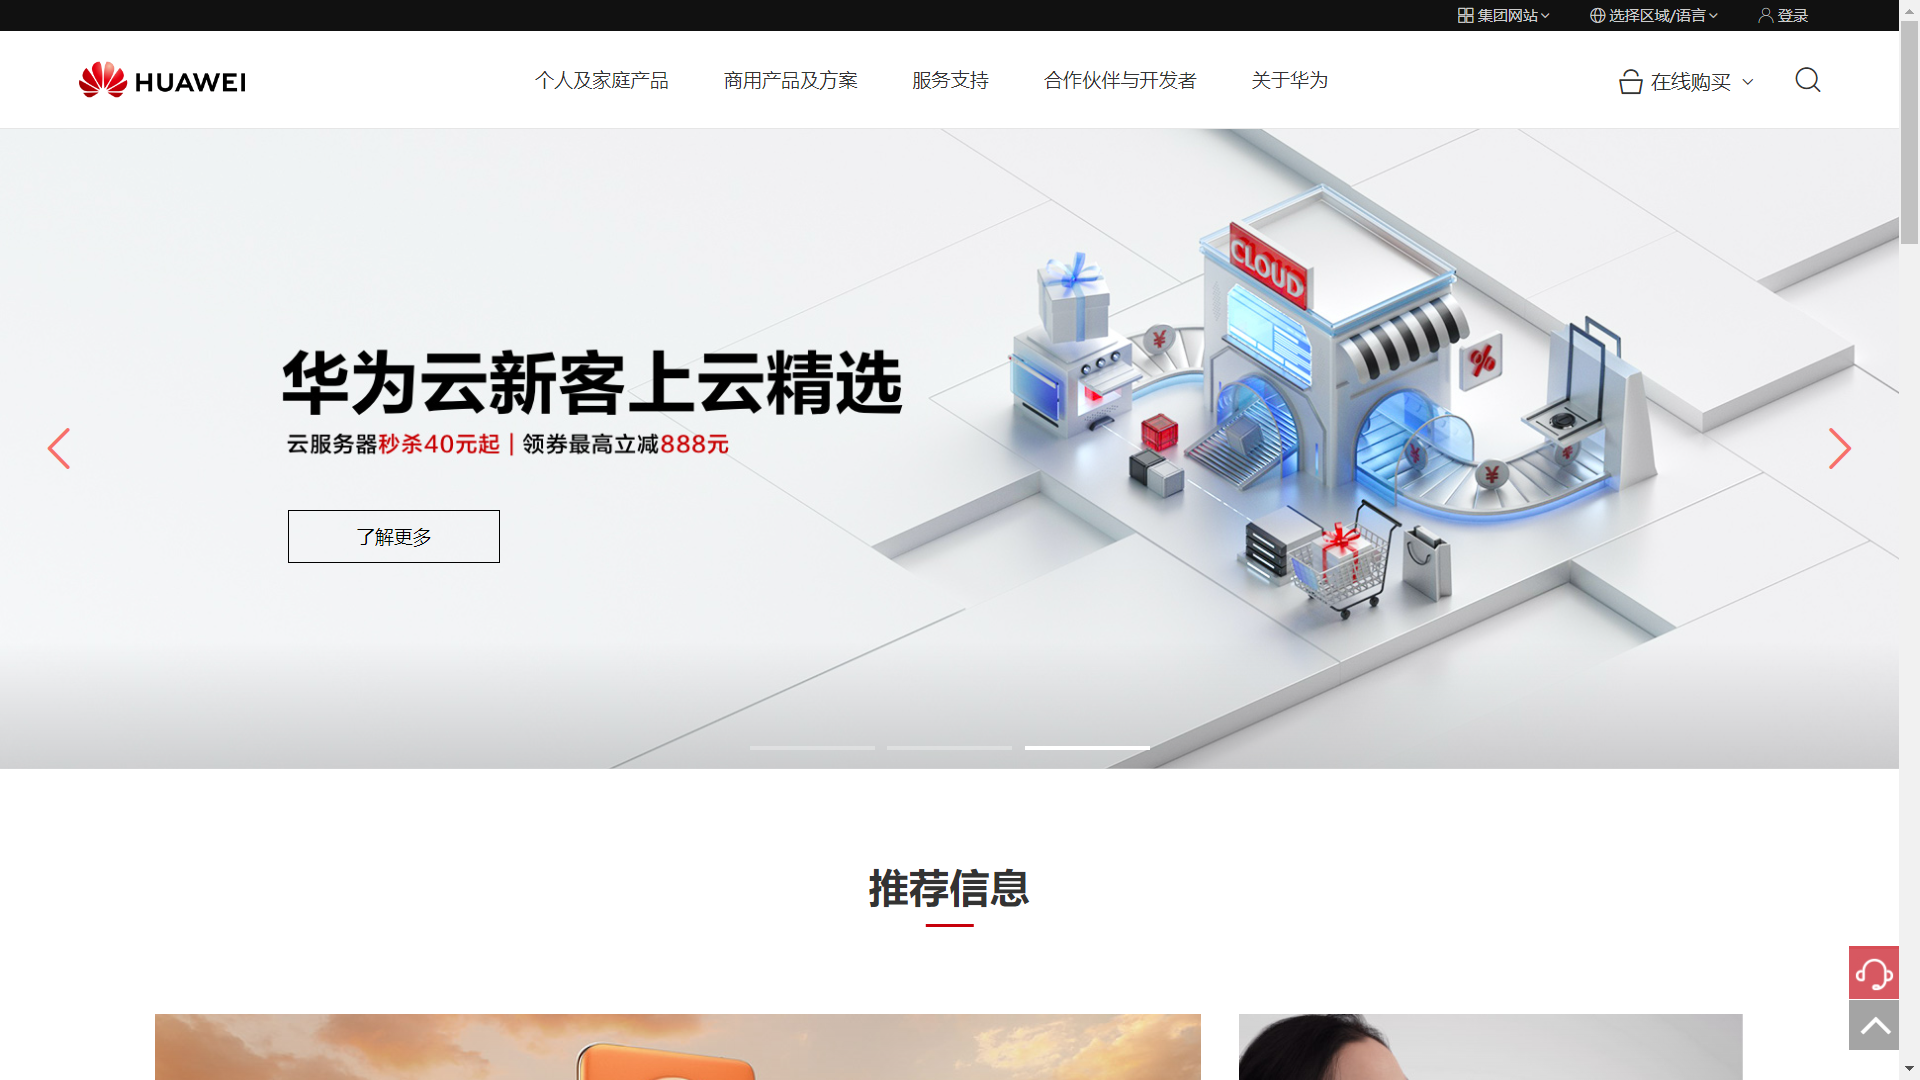 集团网站
选择区域/语言
登录
HUAWEI
个人及家庭产品
商用产品及方案
服务支持
合作伙伴与开发者
关于华为
在线购买
华为云新客上云精选
云服务器秒杀40元起 | 领券最高立减888元
了解更多
CLOUD
¥
%
¥
¥
¥
推荐信息